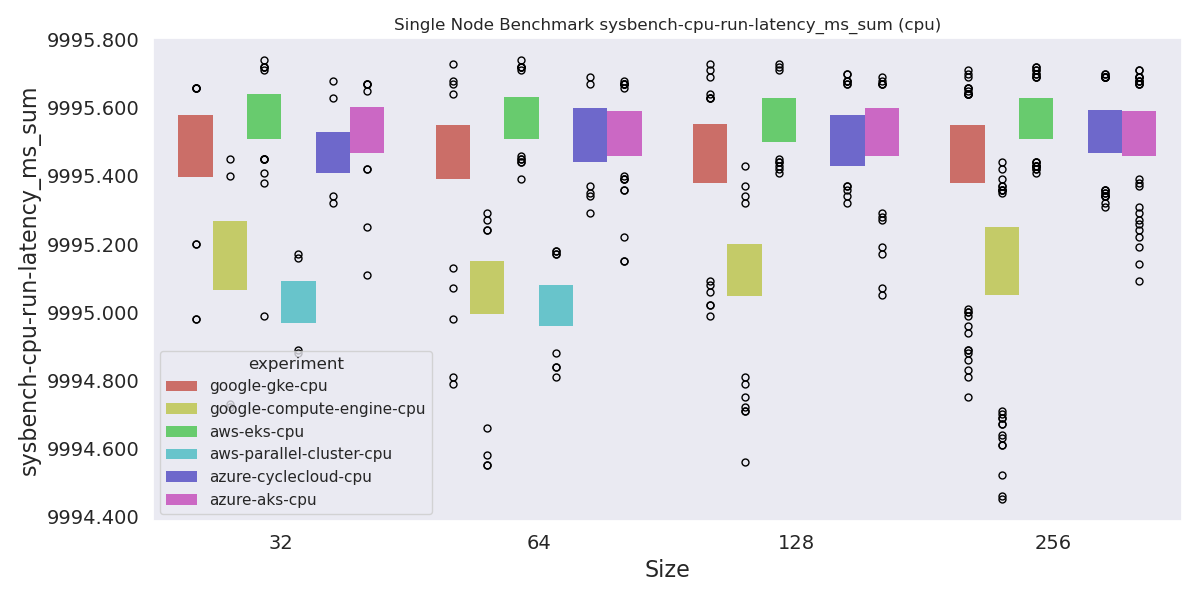 Single Node Benchmark sysbench-cpu-run-latency_ms_sum (cpu)
sysbench-cpu-run-latency_ms_sum
9995.800
9995.600
9995.400
9995.200
9995.000
9994.800
9994.600
9994.400
experiment
google-gke-cpu
google-compute-engine-cpu
aws-eks-cpu
aws-parallel-cluster-cpu
azure-cyclecloud-cpu
azure-aks-cpu
32 64 128 256
Size